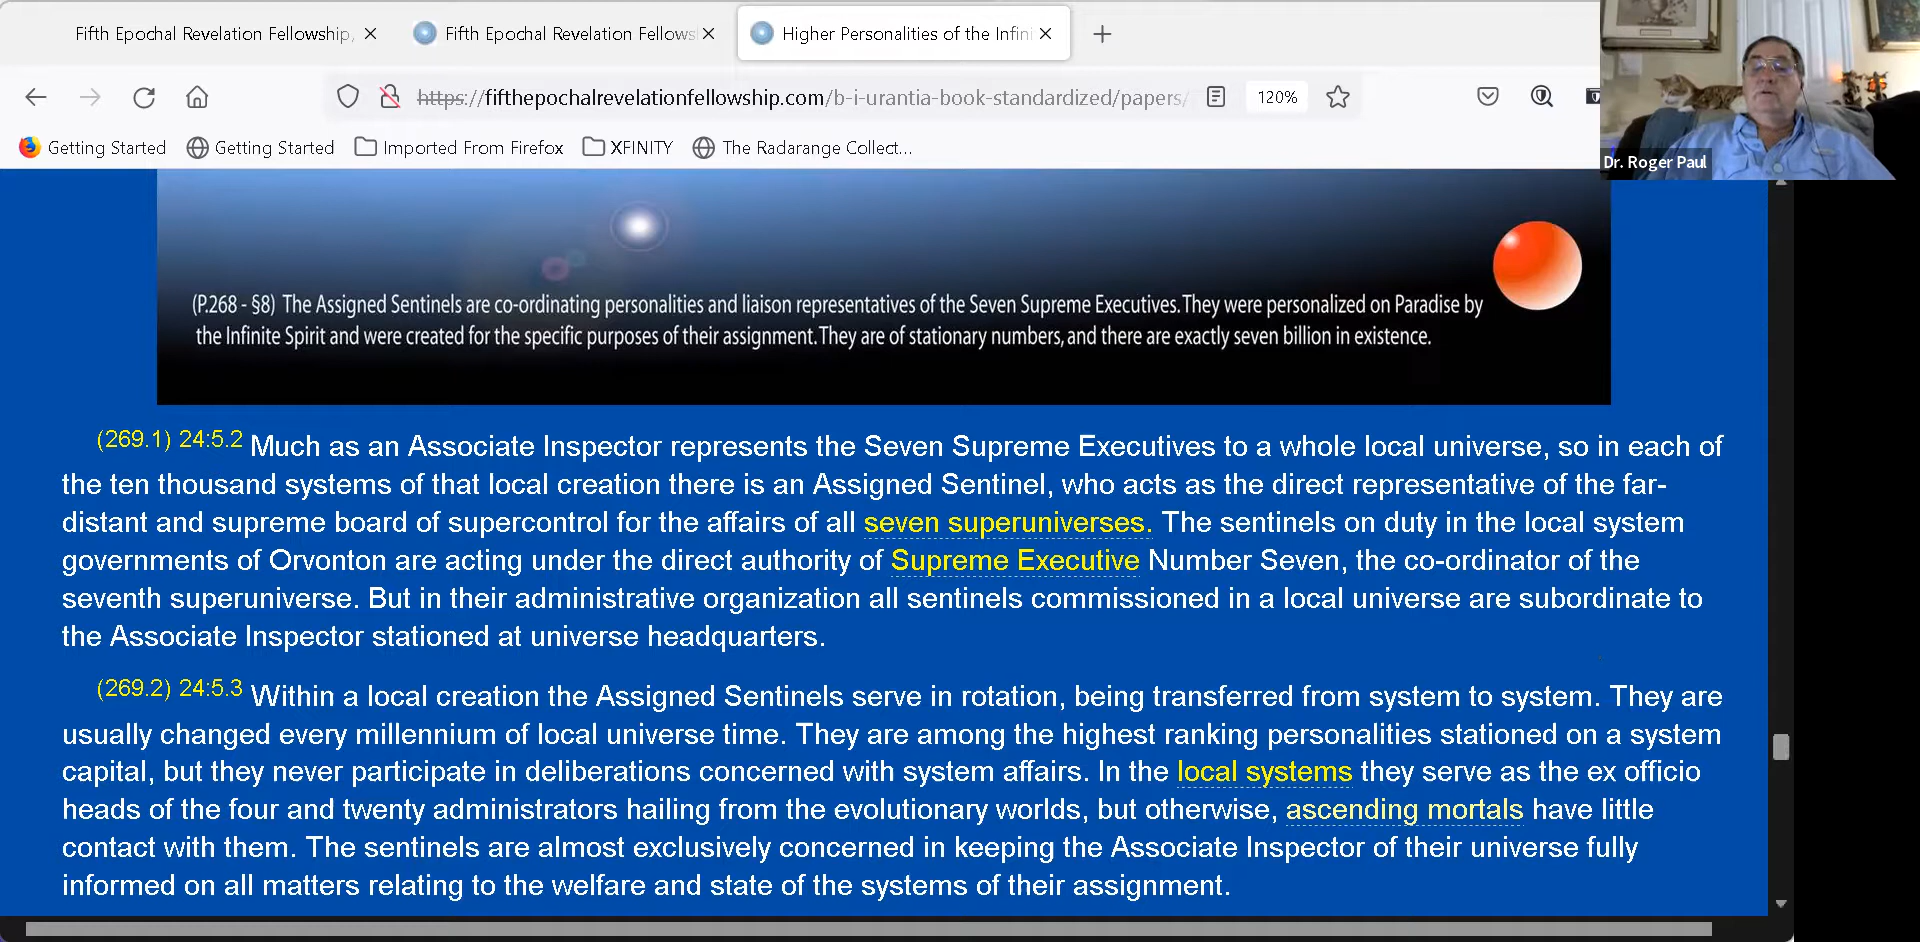 Fifth Epochal Revelation Fellowship,
Fifth Epochal Revelation Fellows
Higher Personalities of the Infini
https://fifthepochalrevelationfellowship.com/b-i-urantia-book-standardized/papers/
120%
Getting Started
Getting Started
Imported From Firefox
XFINITY
The Radarange Collect...
Dr. Roger Paul
(P.268 - §8) The Assigned Sentinels are co-ordinating personalities and liaison representatives of the Seven Supreme Executives. They were personalized on Paradise by
the Infinite Spirit and were created for the specific purposes of their assignment. They are of stationary numbers, and there are exactly seven billion in existence.
(269.1) 24:5.2 Much as an Associate Inspector represents the Seven Supreme Executives to a whole local universe, so in each of
the ten thousand systems of that local creation there is an Assigned Sentinel, who acts as the direct representative of the far-
distant and supreme board of supercontrol for the affairs of all seven superuniverses. The sentinels on duty in the local system
governments of Orvonton are acting under the direct authority of Supreme Executive Number Seven, the co-ordinator of the
seventh superuniverse. But in their administrative organization all sentinels commissioned in a local universe are subordinate to
the Associate Inspector stationed at universe headquarters.
(269.2) 24:5.3 Within a local creation the Assigned Sentinels serve in rotation, being transferred from system to system. They are
usually changed every millennium of local universe time. They are among the highest ranking personalities stationed on a system
capital, but they never participate in deliberations concerned with system affairs. In the local systems they serve as the ex officio
heads of the four and twenty administrators hailing from the evolutionary worlds, but otherwise, ascending mortals have little
contact with them. The sentinels are almost exclusively concerned in keeping the Associate Inspector of their universe fully
informed on all matters relating to the welfare and state of the systems of their assignment.